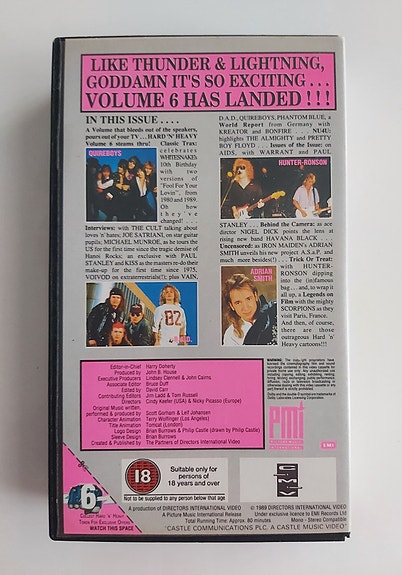 LIKE THUNDER & LIGHTNING,
GODDAMN IT'S SO EXCITING...
VOLUME 6 HAS LANDED!!!
IN THIS ISSUE ....
A Volume that bleeds out of the speakers,
pours out of your TV... HARD 'N' HEAVY
Volume 6 steams thru!
QUIREBOYS
Classic Trax:
celebrates
WHITESNAKE's
10th Birthday
with two
versions of
"Fool For Your
Lovin'", from
1980 and 1989.
Oh how
they've
changed! . . .
Interviews: with THE CULT talking about
loves 'n' hates; JOE SATRIANI, on star guitar
pupils; MICHAEL MUNROE, as he tours the
US for the first time since the tragic demise of
Hanoi Rocks; an exclusive with PAUL
STANLEY and KISS as the masters re-do their
make-up for the first time since 1975,
VOIVOD on extraterrestrials(!); plus VAIN,
D.A.D.
D.A.D., QUIREBOYS, PHANTOM BLUE, a
World Report from Germany with
KREATOR and BONFIRE . . . NU4U:
highlights THE ALMIGHTY and PRETTY
BOY FLOYD . . . Issues of the Issue: on
AIDS, with WARRANT and PAUL
HUNTER-RONSON
STANLEY . . . Behind the Camera: as ace
director NIGEL DICK points the lens at
rising new band HAVANA BLACK . . .
Uncensored: as IRON MAIDEN's ADRIAN
SMITH unveils his new project A.S.a.P. and
much more besides(!) . . .
ADRIAN
SMITH
Trick Or Treat:
with HUNTER-
RONSON dipping
into the (in)famous
bag . . . and, to wrap it
all up, a Legends on
Film with the mighty
SCORPIONS as they
visit Paris, France.
And then, of course,
there are those
outrageous Hard 'n'
Heavy cartoons!!!
Editor-in-Chief Harry Doherty
Produced by John B. House
Executive Producers Lindsey Clennell & John Cairns
Associate Editor Bruce Duff
Edited by David Carr
Contributing Editors Jim Ladd & Tom Russell
Directors Cindy Keefer (USA) & Nicky Picasso (Europe)
Original Music written,
performed & produced by Scott Gorham & Leif Johansen
Character Animation Terry Wolfinger (Los Angeles)
Title Animation Tomcat (London)
Logo Design Brian Burrows & Philip Castle (drawn by Philip Castle)
Sleeve Design Brian Burrows
Created & Published by The Partners of Directors International Video
WARNING
PMI
EMI
6
COLLECT HARD 'N' HEAVY
WATCH THIS SPACE
18
Suitable only for
persons of
18 years and over
Not to be supplied to any person below that age
A production of DIRECTORS INTERNATIONAL VIDEO
A Picture Music International Release
© 1989 DIRECTORS INTERNATIONAL VIDEO
Under exclusive licence to EMI Records Ltd
Total Running Time: Approx. 60 minutes
Mono - Stereo Compatible
CASTLE COMMUNICATIONS PLC. A CASTLE MUSIC VIDEO